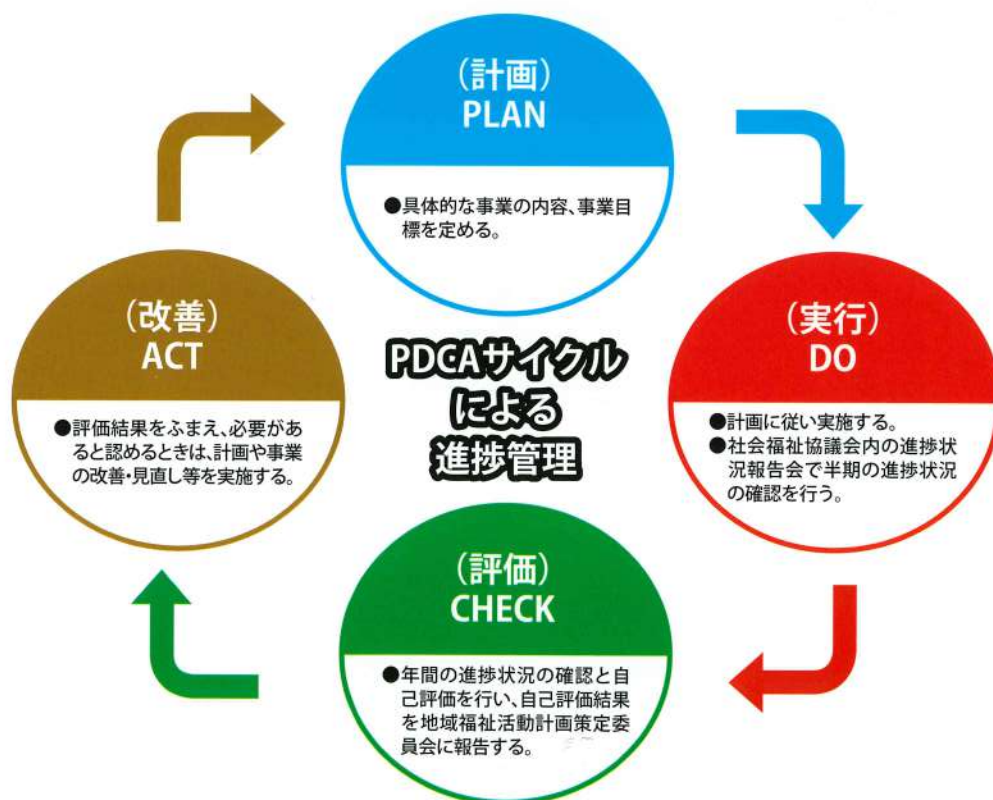 (計画)
PLAN
●具体的な事業の内容、事業目
標を定める。
(実行)
DO
●計画に従い実施する。
●社会福祉協議会内の進捗状
況報告会で半期の進捗状況
の確認を行う。
(評価)
CHECK
●年間の進捗状況の確認と自
己評価を行い、自己評価結果
を地域福祉活動計画策定委
員会に報告する。
(改善)
ACT
●評価結果をふまえ、必要があ
ると認めるときは、計画や事業
の改善・見直し等を実施する。
PDCAサイクル
による
進捗管理